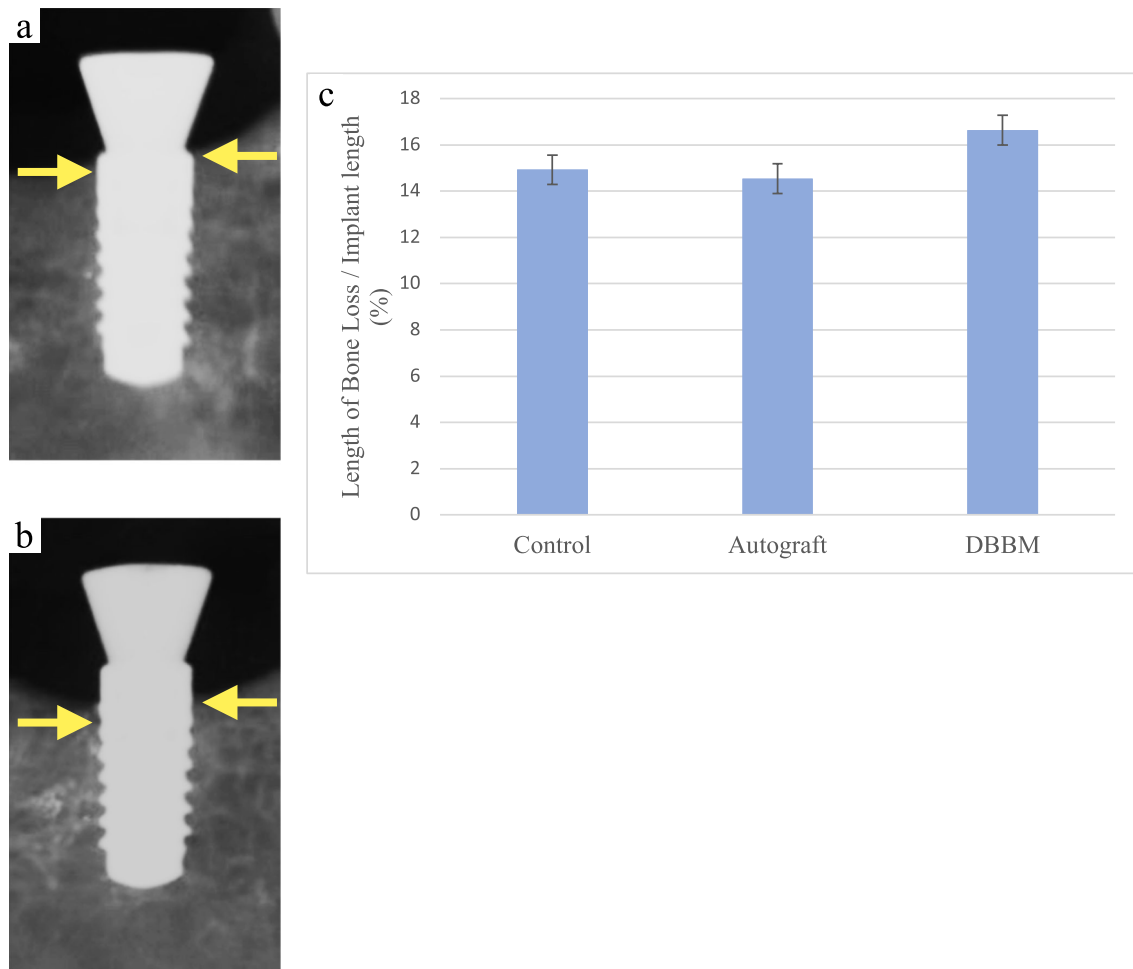 a
b
c
Length of Bone Loss / Implant length
(%)
18
16
14
12
10
8
6
4
2
0
Control Autograft DBBM